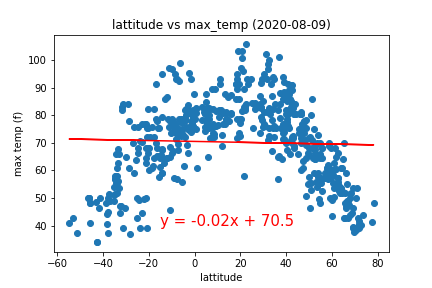 lattitude vs max_temp (2020-08-09)
max temp (f)
100
90
80
70
60
50
40
y = -0.02x + 70.5
−60 −40 −20 0 20 40 60 80
lattitude